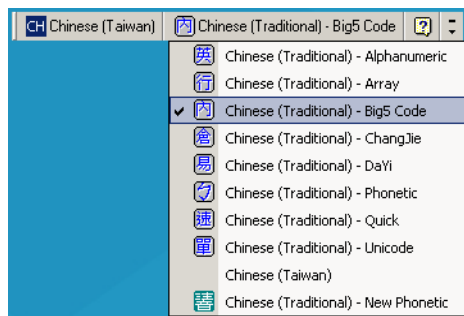 CH Chinese (Taiwan) 內 Chinese (Traditional) - Big5 Code ?
英 Chinese (Traditional) - Alphanumeric
行 Chinese (Traditional) - Array
內 Chinese (Traditional) - Big5 Code
倉 Chinese (Traditional) - ChangJie
易 Chinese (Traditional) - DaYi
ㄅ Chinese (Traditional) - Phonetic
速 Chinese (Traditional) - Quick
單 Chinese (Traditional) - Unicode
Chinese (Taiwan)
Chinese (Traditional) - New Phonetic